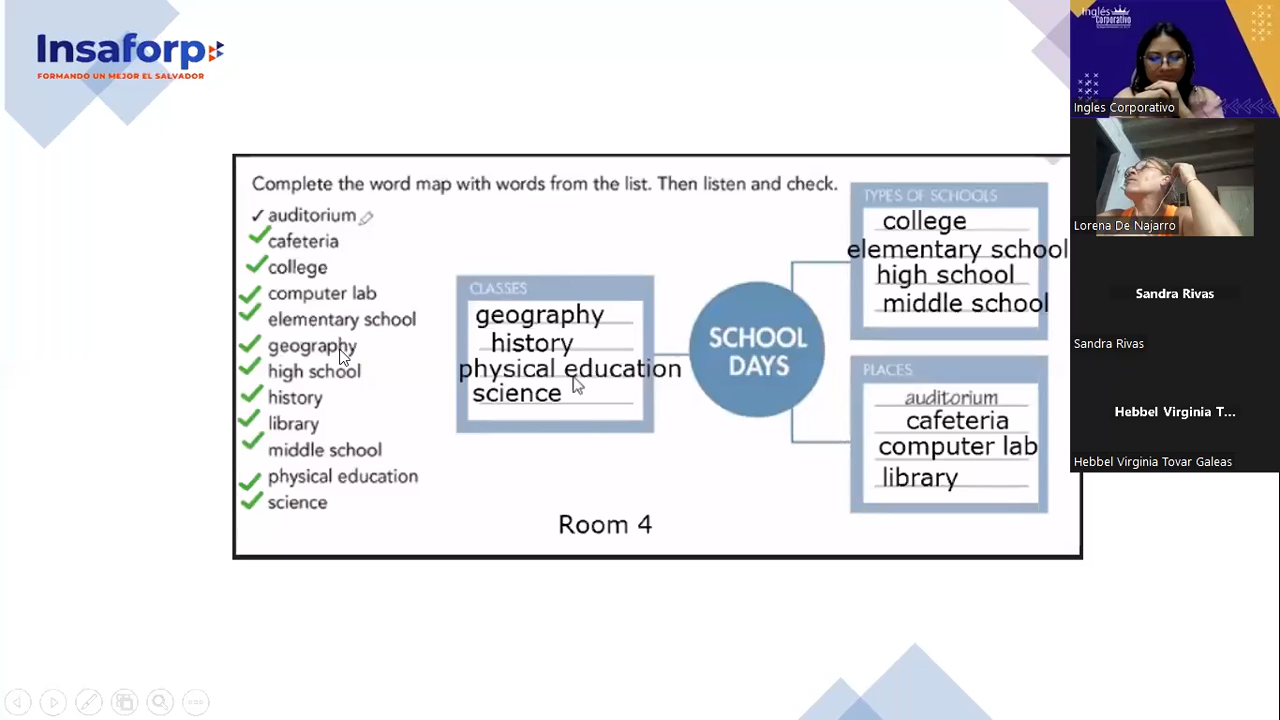 Insaforp
FORMANDO UN MEJOR EL SALVADOR
Complete the word map with words from the list. Then listen and check.
✓ auditorium
cafeteria
college
computer lab
elementary school
geography
high school
history
library
middle school
physical education
science
CLASSES
geography
history
physical education
science
SCHOOL
DAYS
TYPES OF SCHOOLS
college
elementary school
high school
middle school
PLACES
auditorium
cafeteria
computer lab
library
Room 4
Inglés
corporativo
Ingles Corporativo
Lorena De Najarro
Sandra Rivas
Sandra Rivas
Hebbel Virginia T...
Hebbel Virginia Tovar Galeas